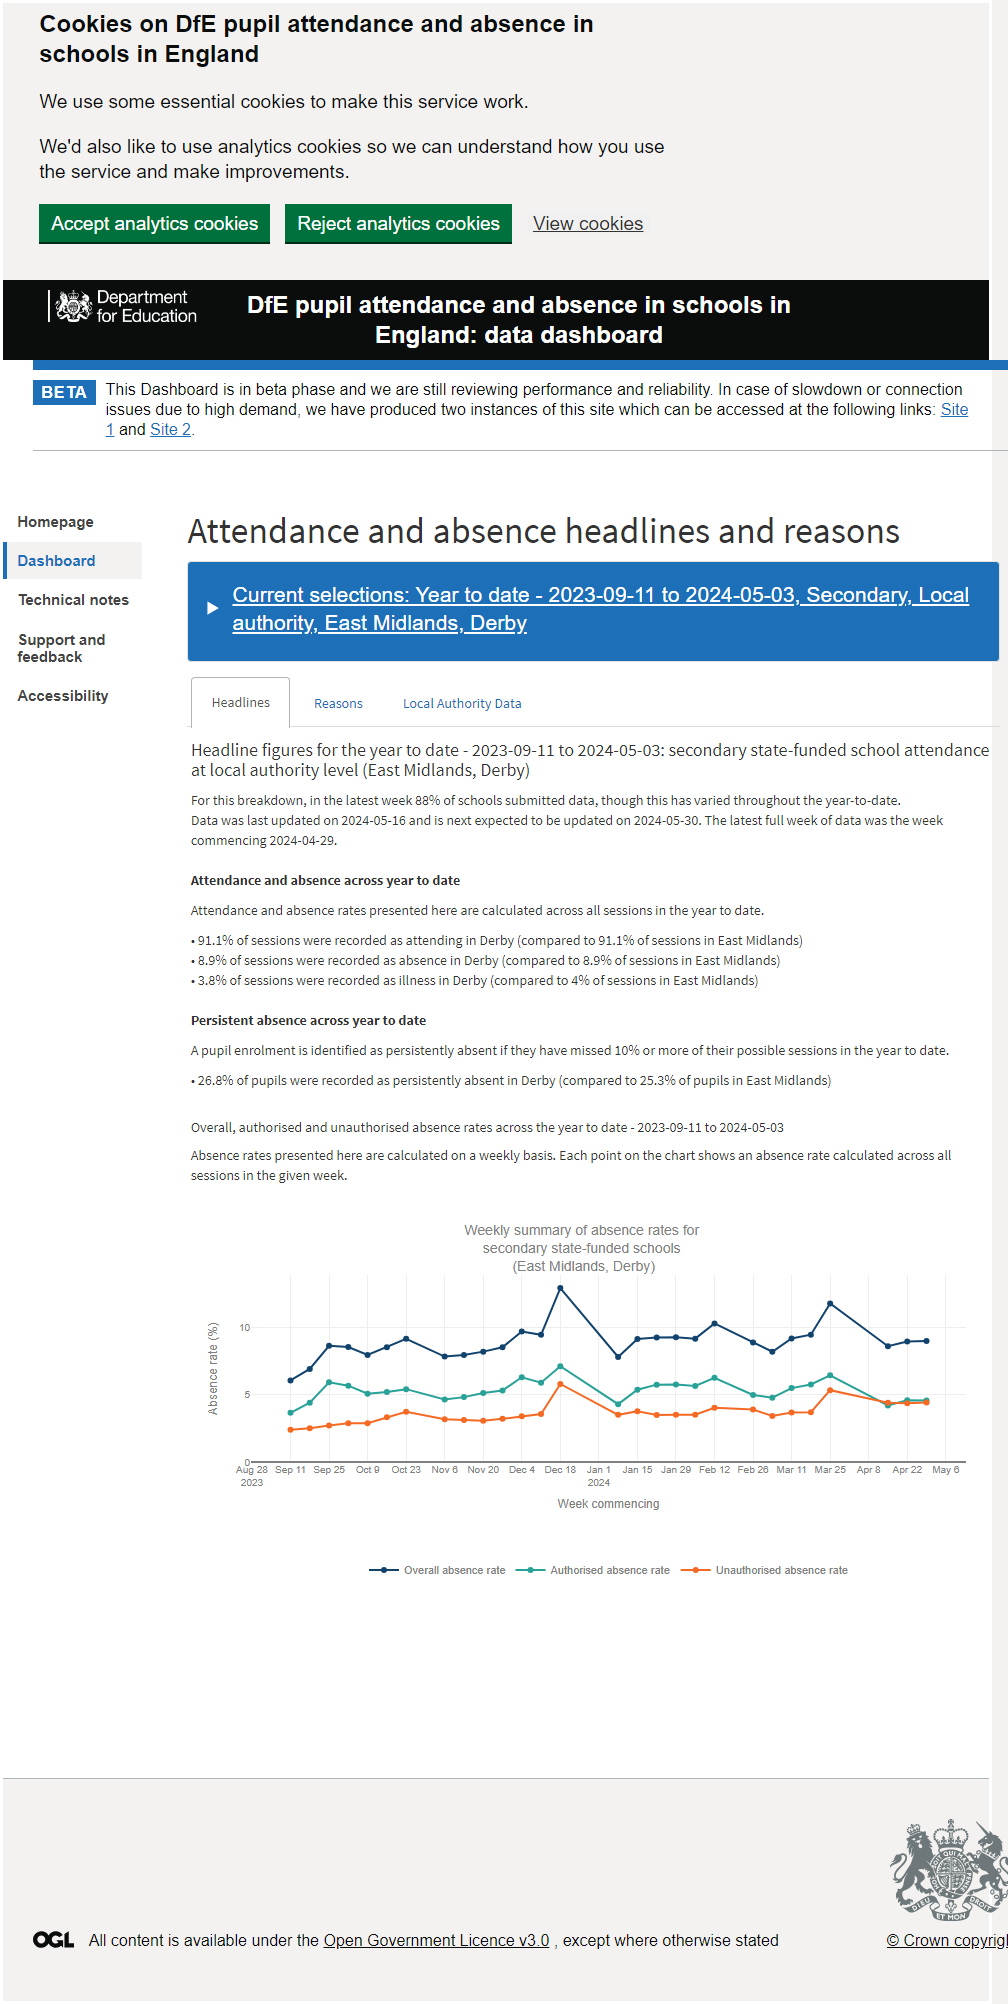 Cookies on DfE pupil attendance and absence in
schools in England
We use some essential cookies to make this service work.
We'd also like to use analytics cookies so we can understand how you use
the service and make improvements.
Accept analytics cookies
Reject analytics cookies
View cookies
Department
for Education
DfE pupil attendance and absence in schools in
England: data dashboard
BETA
This Dashboard is in beta phase and we are still reviewing performance and reliability. In case of slowdown or connection
issues due to high demand, we have produced two instances of this site which can be accessed at the following links: Site
1 and Site 2.
Homepage
Dashboard
Technical notes
Support and
feedback
Accessibility
Attendance and absence headlines and reasons
Current selections: Year to date - 2023-09-11 to 2024-05-03, Secondary, Local
authority, East Midlands, Derby
Headlines
Reasons
Local Authority Data
Headline figures for the year to date - 2023-09-11 to 2024-05-03: secondary state-funded school attendance
at local authority level (East Midlands, Derby)
For this breakdown, in the latest week 88% of schools submitted data, though this has varied throughout the year-to-date.
Data was last updated on 2024-05-16 and is next expected to be updated on 2024-05-30. The latest full week of data was the week
commencing 2024-04-29.
Attendance and absence across year to date
Attendance and absence rates presented here are calculated across all sessions in the year to date.
• 91.1% of sessions were recorded as attending in Derby (compared to 91.1% of sessions in East Midlands)
• 8.9% of sessions were recorded as absence in Derby (compared to 8.9% of sessions in East Midlands)
• 3.8% of sessions were recorded as illness in Derby (compared to 4% of sessions in East Midlands)
Persistent absence across year to date
A pupil enrolment is identified as persistently absent if they have missed 10% or more of their possible sessions in the year to date.
• 26.8% of pupils were recorded as persistently absent in Derby (compared to 25.3% of pupils in East Midlands)
Overall, authorised and unauthorised absence rates across the year to date - 2023-09-11 to 2024-05-03
Absence rates presented here are calculated on a weekly basis. Each point on the chart shows an absence rate calculated across all
sessions in the given week.
Weekly summary of absence rates for
secondary state-funded schools
(East Midlands, Derby)
Absence rate (%)
10
5
0
Aug 28 Sep 11 Sep 25 Oct 9 Oct 23 Nov 6 Nov 20 Dec 4 Dec 18 Jan 1 Jan 15 Jan 29 Feb 12 Feb 26 Mar 11 Mar 25 Apr 8 Apr 22 May 6
2023 2024
Week commencing
Overall absence rate
Authorised absence rate
Unauthorised absence rate
DIEU ET MON DROIT
OGL
All content is available under the Open Government Licence v3.0 , except where otherwise stated
© Crown copyrigh